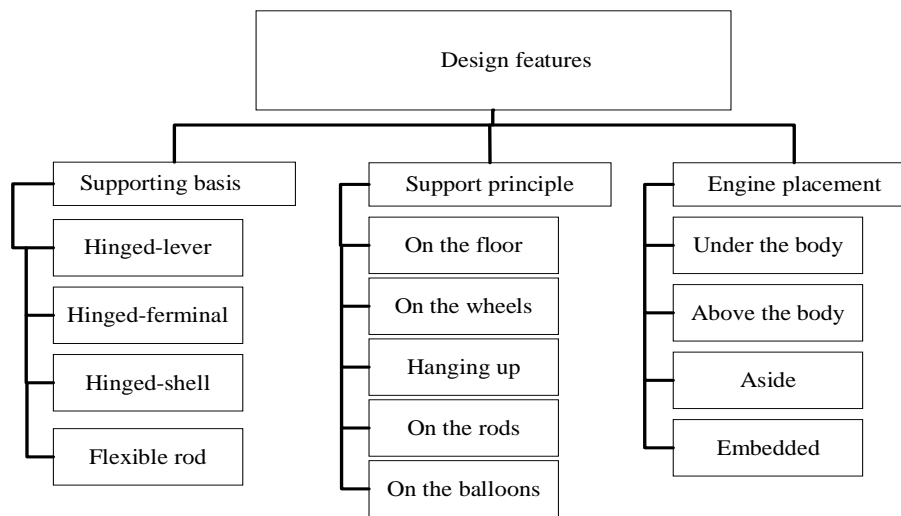 Design features
Supporting basis
Hinged-lever
Hinged-ferminal
Hinged-shell
Flexible rod
Support principle
On the floor
On the wheels
Hanging up
On the rods
On the balloons
Engine placement
Under the body
Above the body
Aside
Embedded